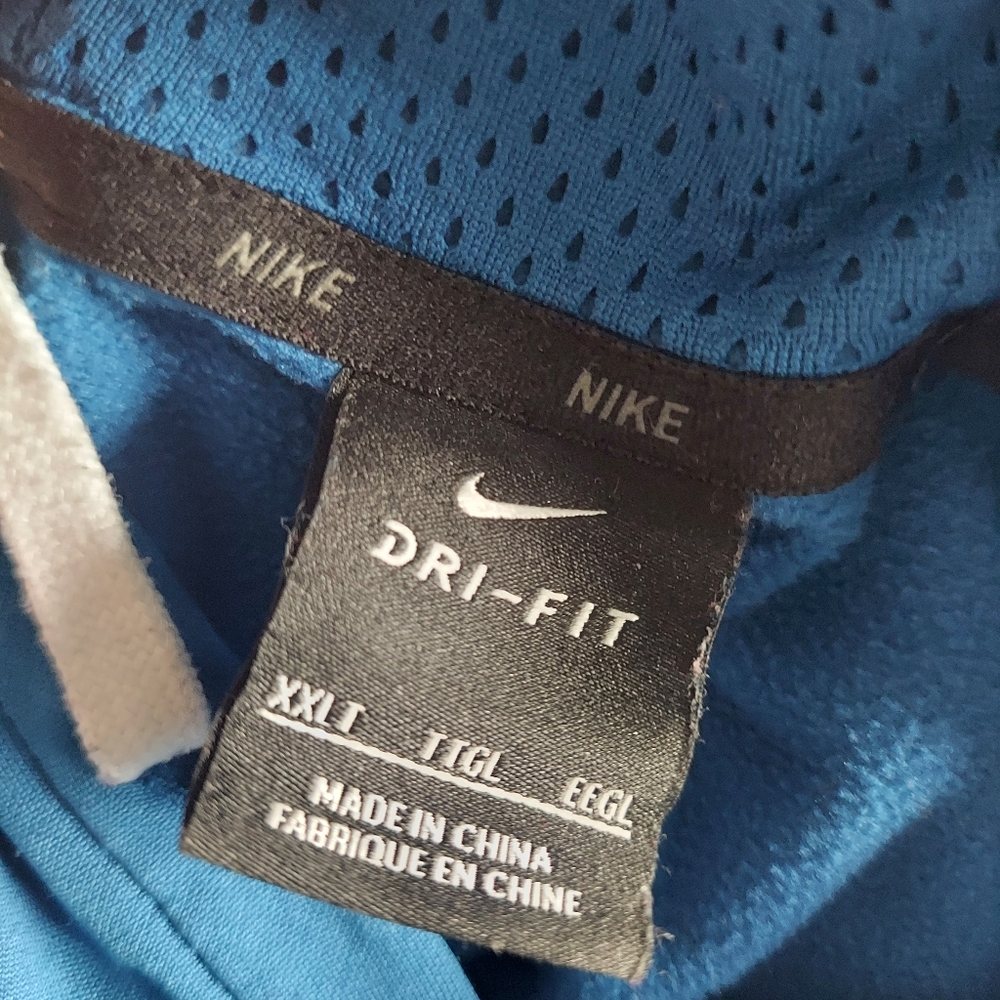 NIKE
NIKE
DRI-FIT
XXLT TTGL EEGL
MADE IN CHINA
FABRIQUE EN CHINE